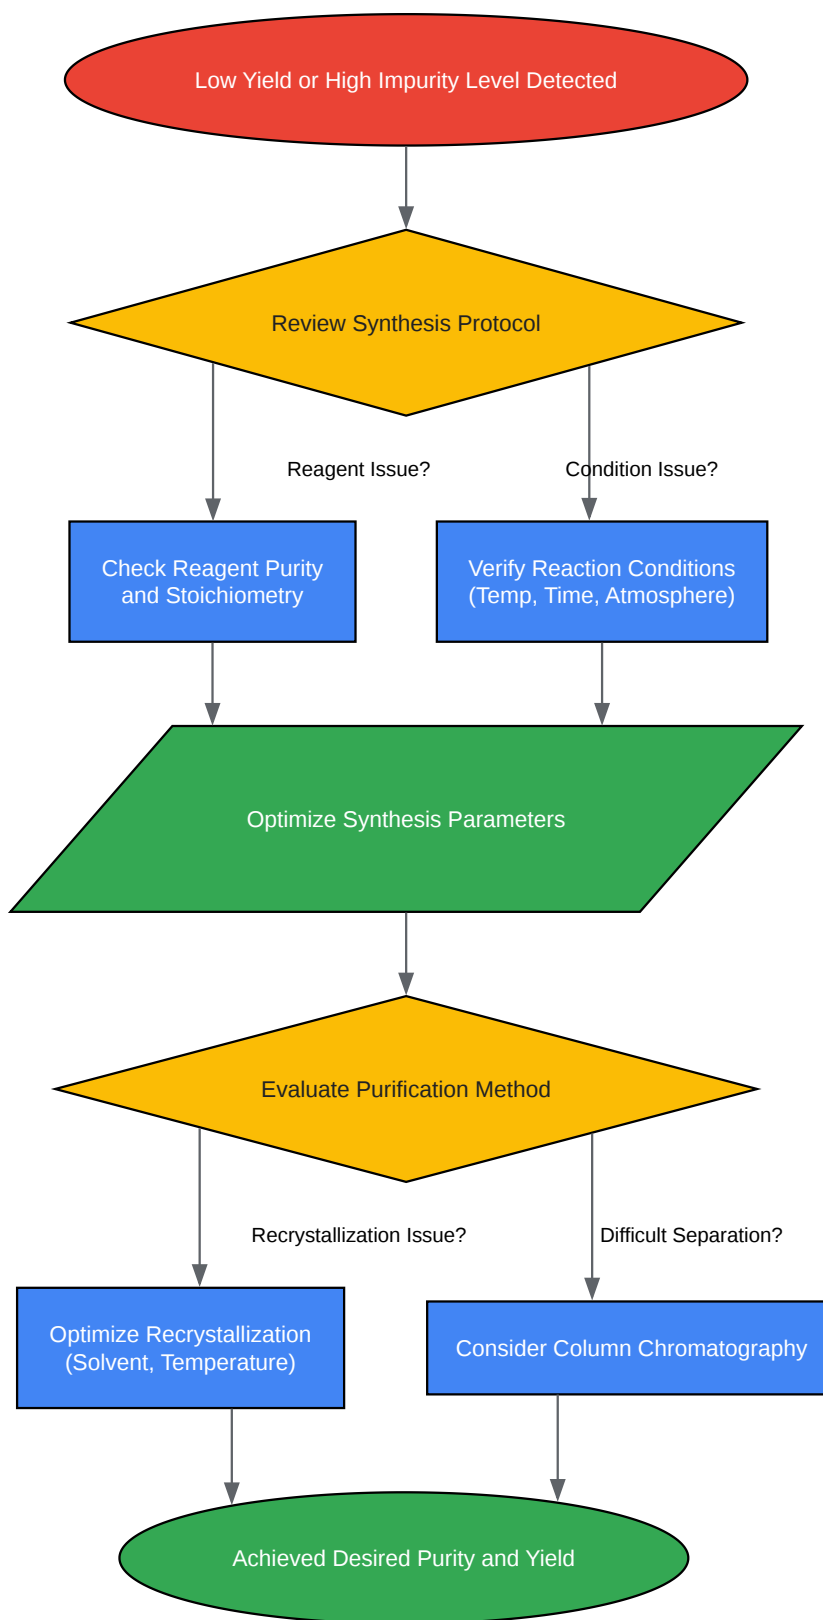 Low Yield or High Impurity Level Detected
Review Synthesis Protocol
Reagent Issue?
Condition Issue?
Check Reagent Purity
and Stoichiometry
Verify Reaction Conditions
(Temp, Time, Atmosphere)
Optimize Synthesis Parameters
Evaluate Purification Method
Recrystallization Issue?
Difficult Separation?
Optimize Recrystallization
(Solvent, Temperature)
Consider Column Chromatography
Achieved Desired Purity and Yield